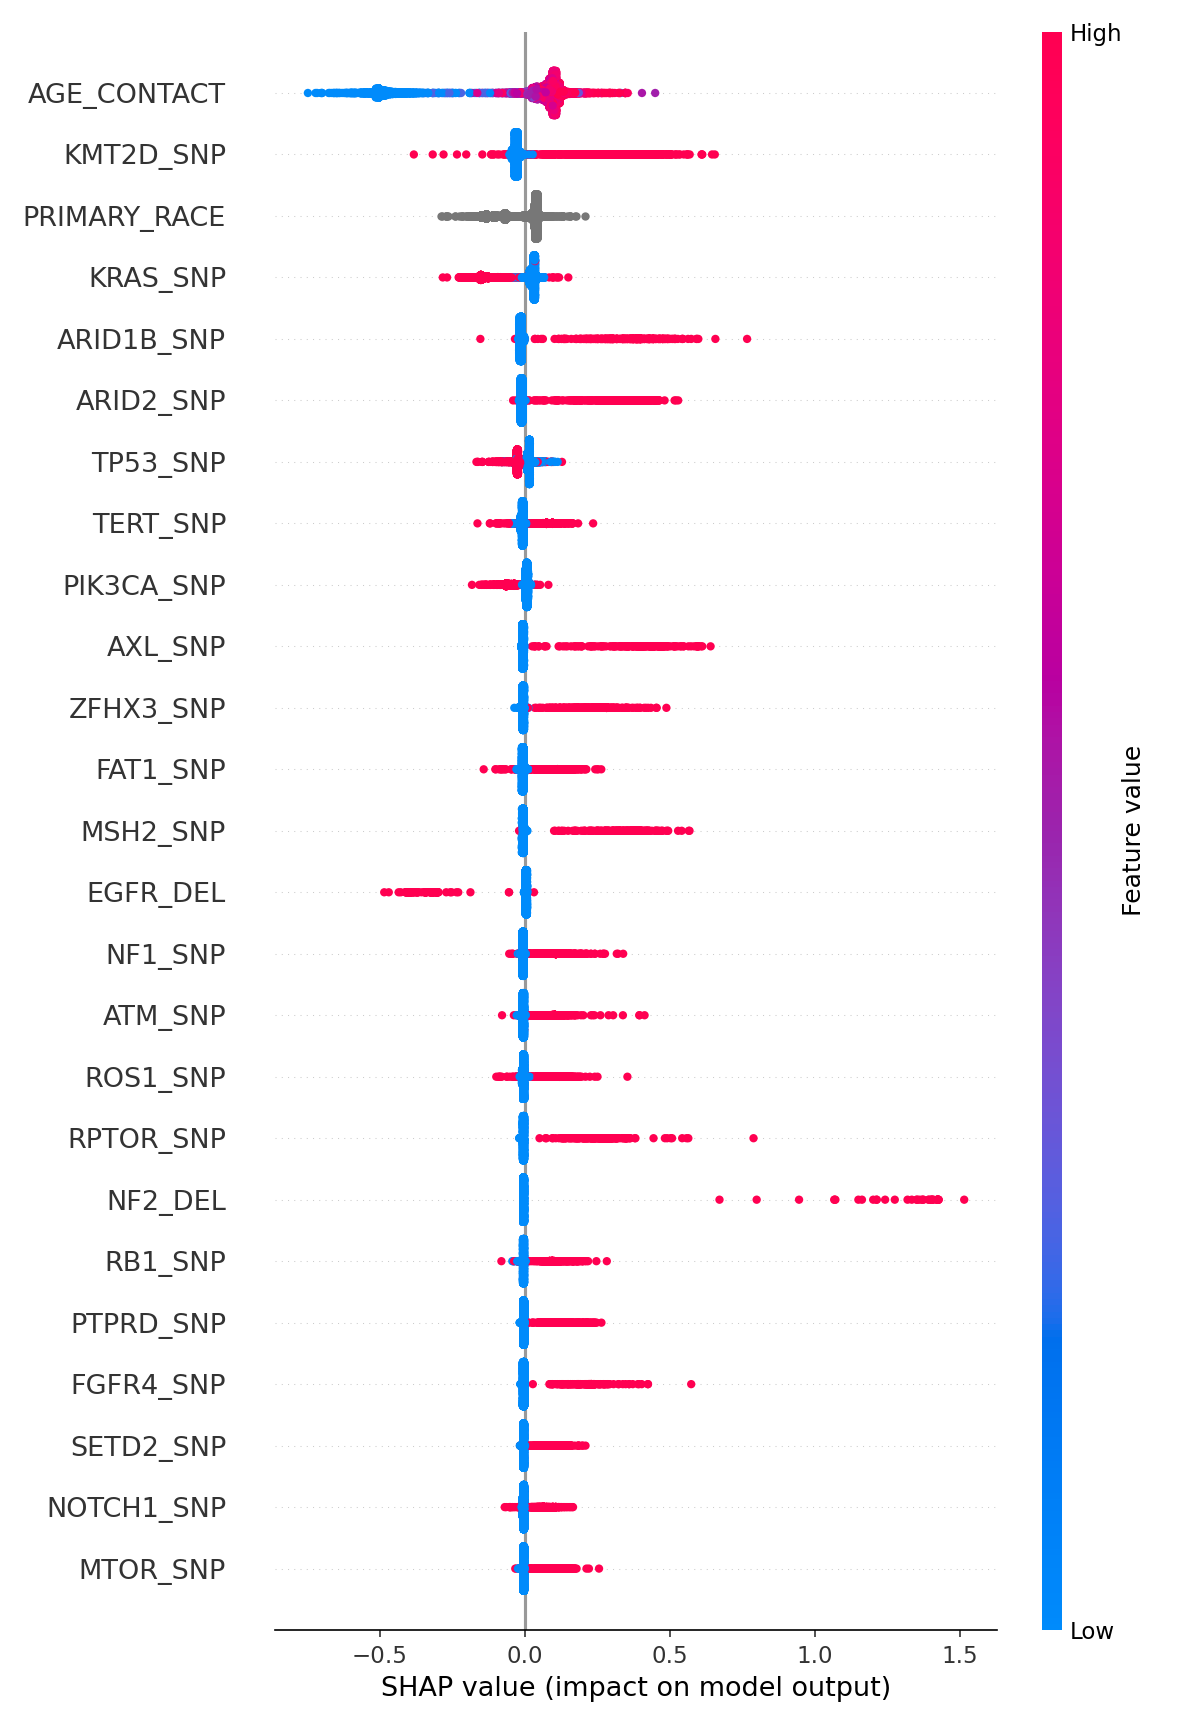 High
AGE_CONTACT
KMT2D_SNP
PRIMARY_RACE
KRAS_SNP
ARID1B_SNP
ARID2_SNP
TP53_SNP
TERT_SNP
PIK3CA_SNP
AXL_SNP
ZFHX3_SNP
FAT1_SNP
MSH2_SNP
EGFR_DEL
NF1_SNP
ATM_SNP
ROS1_SNP
RPTOR_SNP
NF2_DEL
RB1_SNP
PTPRD_SNP
FGFR4_SNP
SETD2_SNP
NOTCH1_SNP
MTOR_SNP
Feature value
Low
−0.5 0.0 0.5 1.0 1.5
SHAP value (impact on model output)